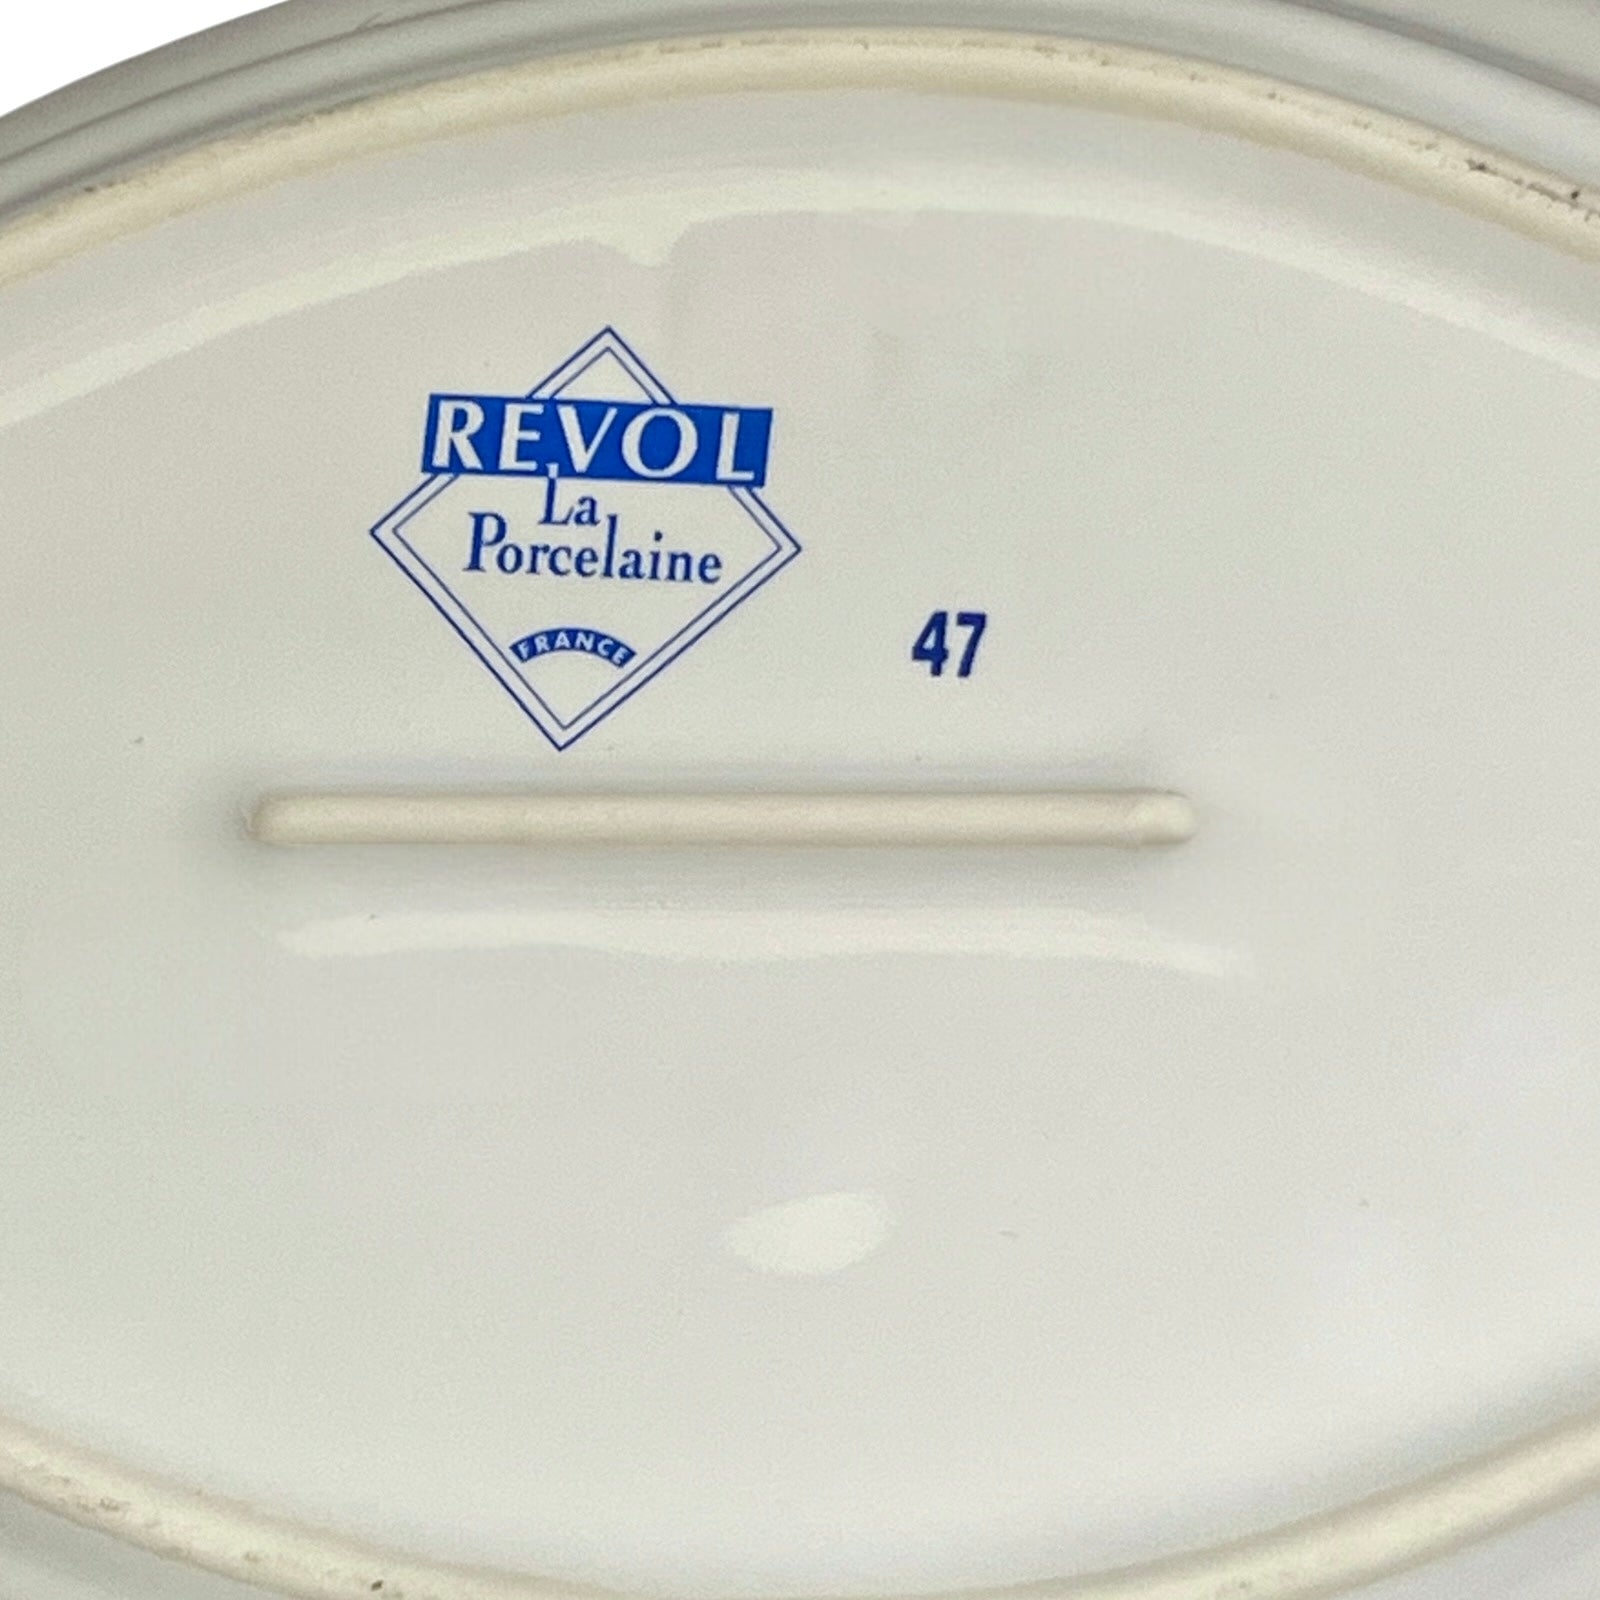 REVOL
La
Porcelaine
FRANCE
47